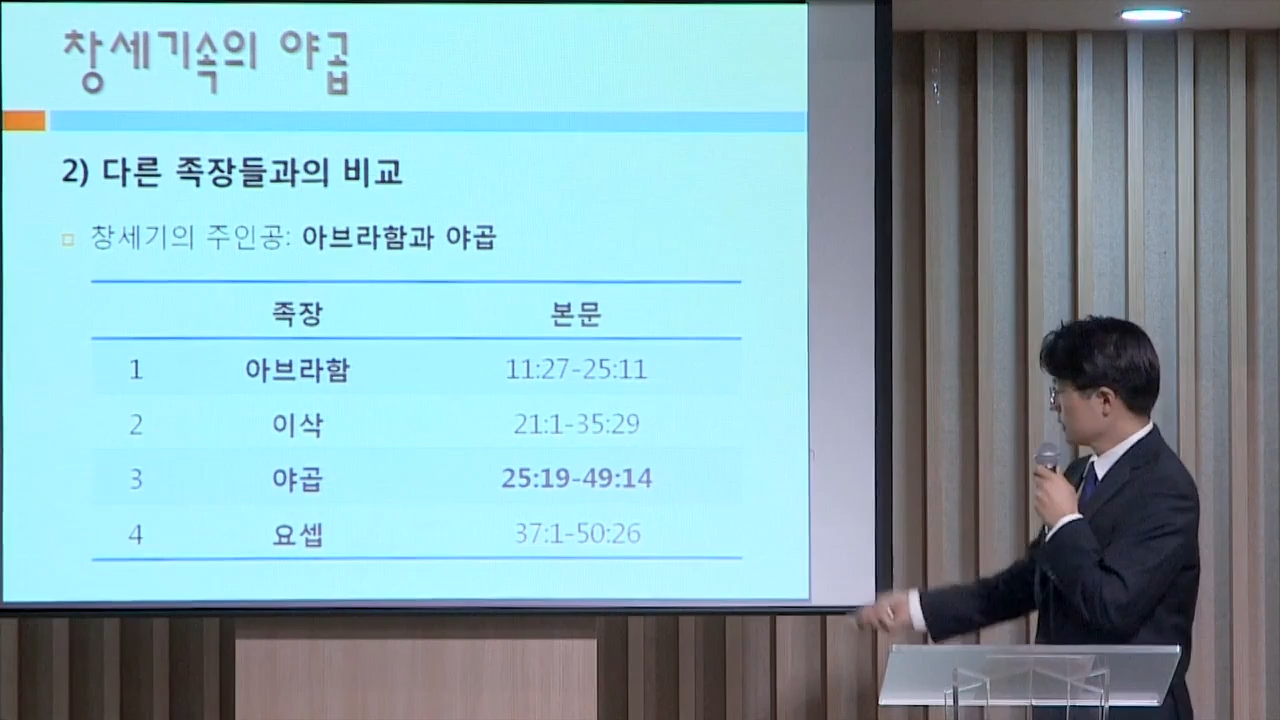 창세기속의 야곱
2) 다른 족장들과의 비교
창세기의 주인공: 아브라함과 야곱
족장 본문
1 아브라함 11:27-25:11
2 이삭 21:1-35:29
3 야곱 25:19-49:14
4 요셉 37:1-50:26